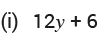 (i) 12y + 6